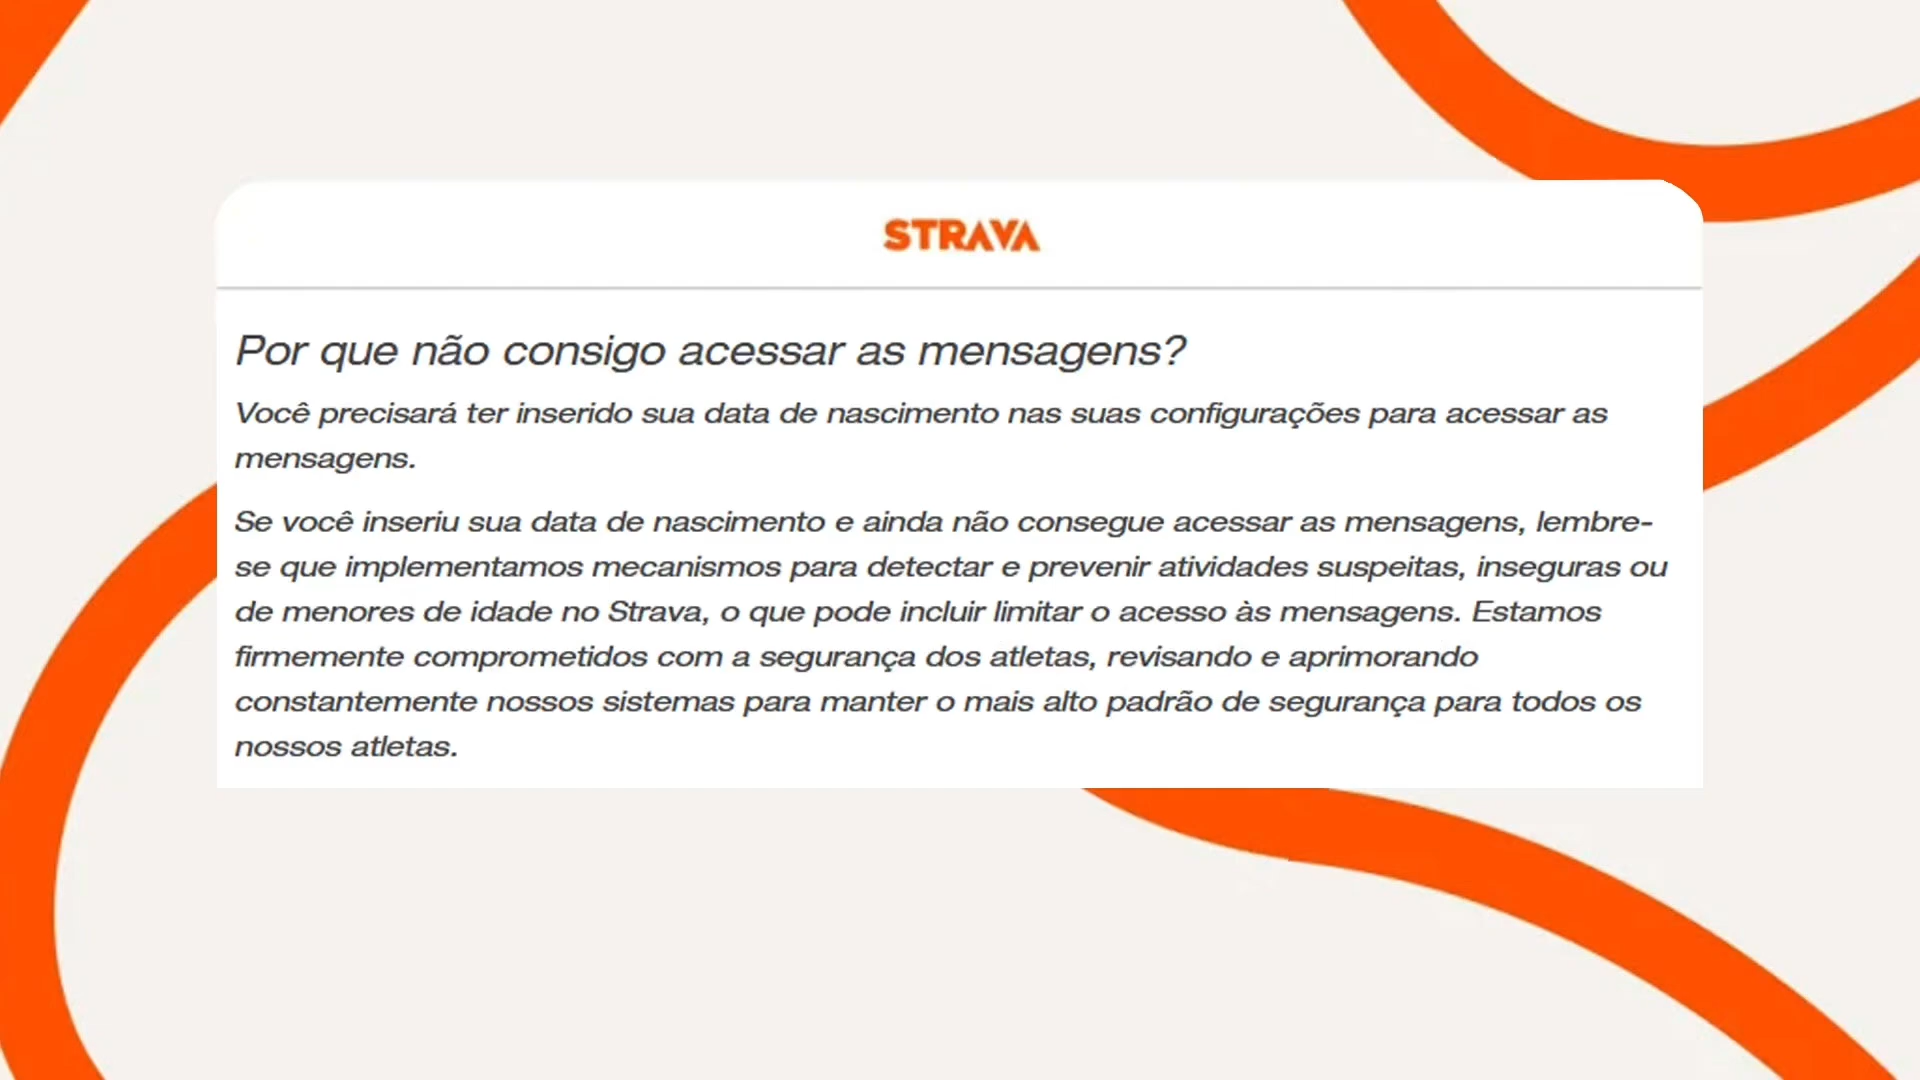 STRAVA
Por que não consigo acessar as mensagens?
Você precisará ter inserido sua data de nascimento nas suas configurações para acessar as
mensagens.
Se você inseriu sua data de nascimento e ainda não consegue acessar as mensagens, lembre-
se que implementamos mecanismos para detectar e prevenir atividades suspeitas, inseguras ou
de menores de idade no Strava, o que pode incluir limitar o acesso às mensagens. Estamos
firmemente comprometidos com a segurança dos atletas, revisando e aprimorando
constantemente nossos sistemas para manter o mais alto padrão de segurança para todos os
nossos atletas.